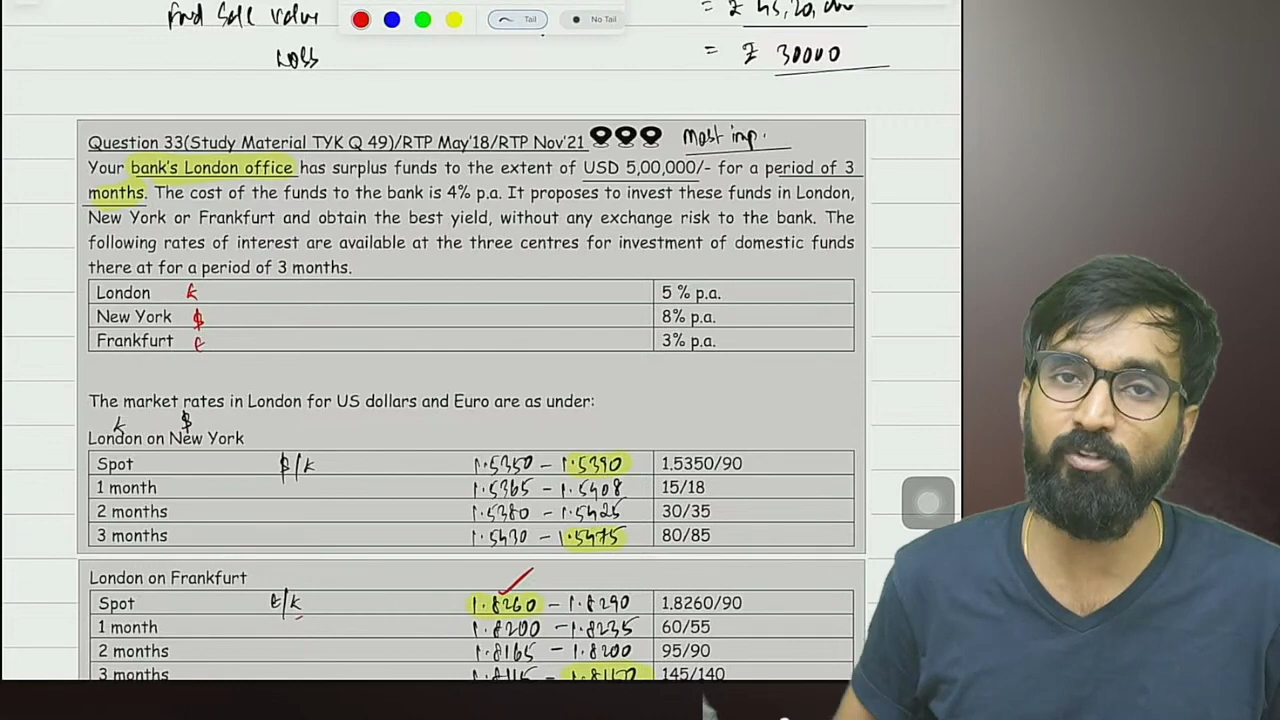 Find Sale value = ₹ 45,20,000
Tail No Tail
Loss = ₹ 30000
Question 33(Study Material TYK Q 49)/RTP May'18/RTP Nov'21 Most imp.
Your bank's London office has surplus funds to the extent of USD 5,00,000/- for a period of 3
months. The cost of the funds to the bank is 4% p.a. It proposes to invest these funds in London,
New York or Frankfurt and obtain the best yield, without any exchange risk to the bank. The
following rates of interest are available at the three centres for investment of domestic funds
there at for a period of 3 months.
London £ 5 % p.a.
New York $ 8% p.a.
Frankfurt € 3% p.a.
The market rates in London for US dollars and Euro are as under:
£ $
London on New York
Spot $/£ 1.5350 - 1.5390 1.5350/90
1 month 1.5365 - 1.5408 15/18
2 months 1.5380 - 1.5425 30/35
3 months 1.5430 - 1.5475 80/85
London on Frankfurt
Spot €/£ 1.8260 - 1.8290 1.8260/90
1 month 1.8200 - 1.8235 60/55
2 months 1.8165 - 1.8200 95/90
3 months 1.8115 - 1.8150 145/140